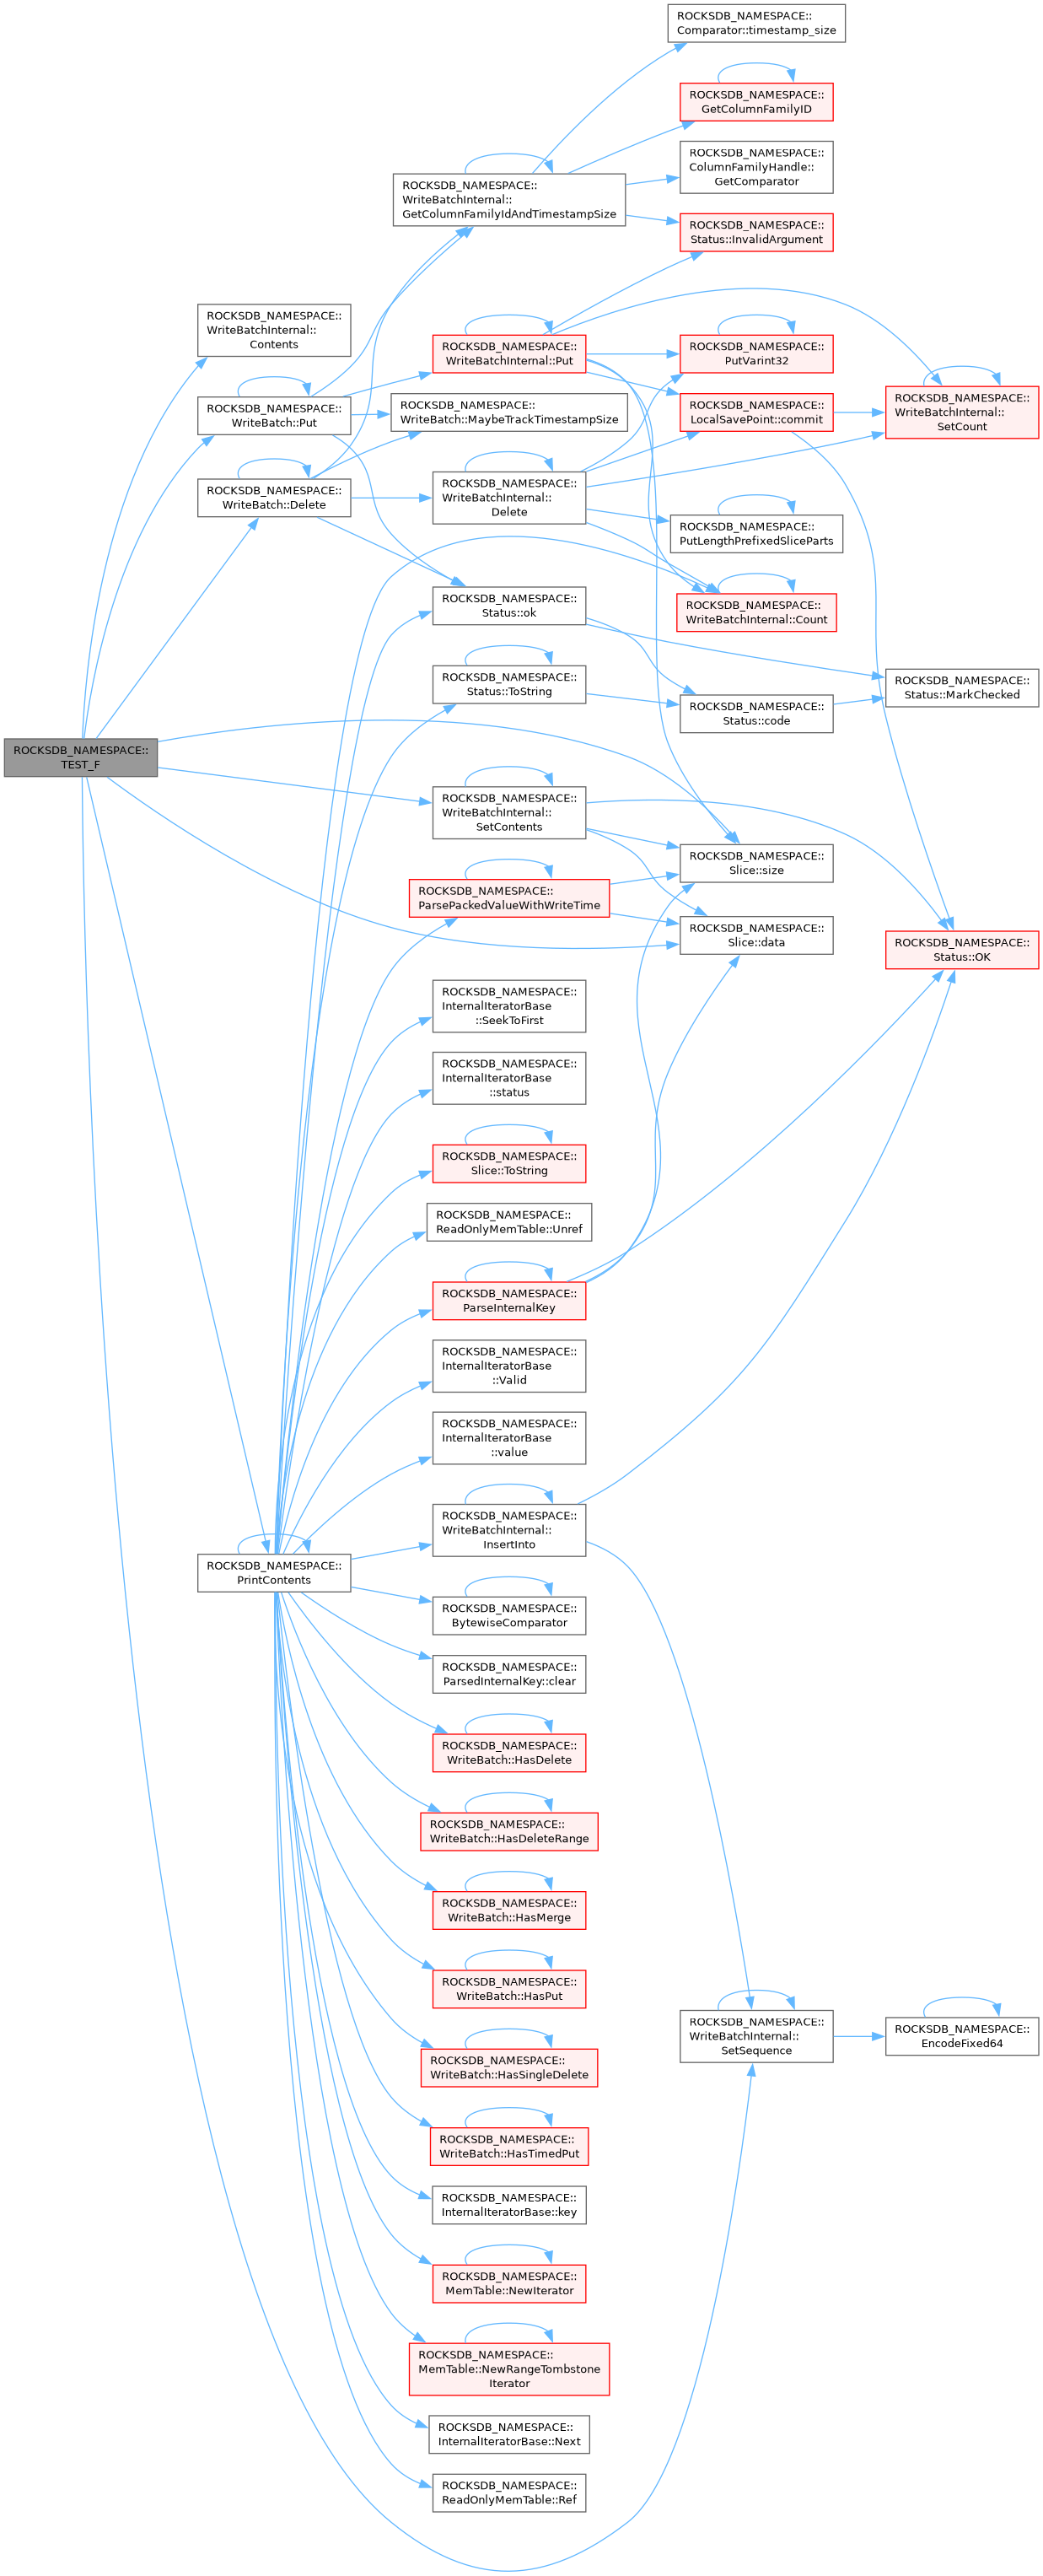 ROCKSDB_NAMESPACE::
Comparator::timestamp_size
ROCKSDB_NAMESPACE::
GetColumnFamilyID
ROCKSDB_NAMESPACE::
ColumnFamilyHandle::
GetComparator
ROCKSDB_NAMESPACE::
WriteBatchInternal::
GetColumnFamilyIdAndTimestampSize
ROCKSDB_NAMESPACE::
Status::InvalidArgument
ROCKSDB_NAMESPACE::
WriteBatchInternal::
Contents
ROCKSDB_NAMESPACE::
WriteBatchInternal::Put
ROCKSDB_NAMESPACE::
PutVarint32
ROCKSDB_NAMESPACE::
WriteBatch::Put
ROCKSDB_NAMESPACE::
WriteBatch::MaybeTrackTimestampSize
ROCKSDB_NAMESPACE::
LocalSavePoint::commit
ROCKSDB_NAMESPACE::
WriteBatchInternal::
SetCount
ROCKSDB_NAMESPACE::
WriteBatch::Delete
ROCKSDB_NAMESPACE::
WriteBatchInternal::
Delete
ROCKSDB_NAMESPACE::
PutLengthPrefixedSliceParts
ROCKSDB_NAMESPACE::
Status::ok
ROCKSDB_NAMESPACE::
WriteBatchInternal::Count
ROCKSDB_NAMESPACE::
Status::ToString
ROCKSDB_NAMESPACE::
Status::code
ROCKSDB_NAMESPACE::
Status::MarkChecked
ROCKSDB_NAMESPACE::
TEST_F
ROCKSDB_NAMESPACE::
WriteBatchInternal::
SetContents
ROCKSDB_NAMESPACE::
Slice::size
ROCKSDB_NAMESPACE::
ParsePackedValueWithWriteTime
ROCKSDB_NAMESPACE::
Slice::data
ROCKSDB_NAMESPACE::
Status::OK
ROCKSDB_NAMESPACE::
InternalIteratorBase
::SeekToFirst
ROCKSDB_NAMESPACE::
InternalIteratorBase
::status
ROCKSDB_NAMESPACE::
Slice::ToString
ROCKSDB_NAMESPACE::
ReadOnlyMemTable::Unref
ROCKSDB_NAMESPACE::
ParseInternalKey
ROCKSDB_NAMESPACE::
InternalIteratorBase
::Valid
ROCKSDB_NAMESPACE::
InternalIteratorBase
::value
ROCKSDB_NAMESPACE::
WriteBatchInternal::
InsertInto
ROCKSDB_NAMESPACE::
PrintContents
ROCKSDB_NAMESPACE::
BytewiseComparator
ROCKSDB_NAMESPACE::
ParsedInternalKey::clear
ROCKSDB_NAMESPACE::
WriteBatch::HasDelete
ROCKSDB_NAMESPACE::
WriteBatch::HasDeleteRange
ROCKSDB_NAMESPACE::
WriteBatch::HasMerge
ROCKSDB_NAMESPACE::
WriteBatch::HasPut
ROCKSDB_NAMESPACE::
WriteBatchInternal::
SetSequence
ROCKSDB_NAMESPACE::
EncodeFixed64
ROCKSDB_NAMESPACE::
WriteBatch::HasSingleDelete
ROCKSDB_NAMESPACE::
WriteBatch::HasTimedPut
ROCKSDB_NAMESPACE::
InternalIteratorBase::key
ROCKSDB_NAMESPACE::
MemTable::NewIterator
ROCKSDB_NAMESPACE::
MemTable::NewRangeTombstone
Iterator
ROCKSDB_NAMESPACE::
InternalIteratorBase::Next
ROCKSDB_NAMESPACE::
ReadOnlyMemTable::Ref